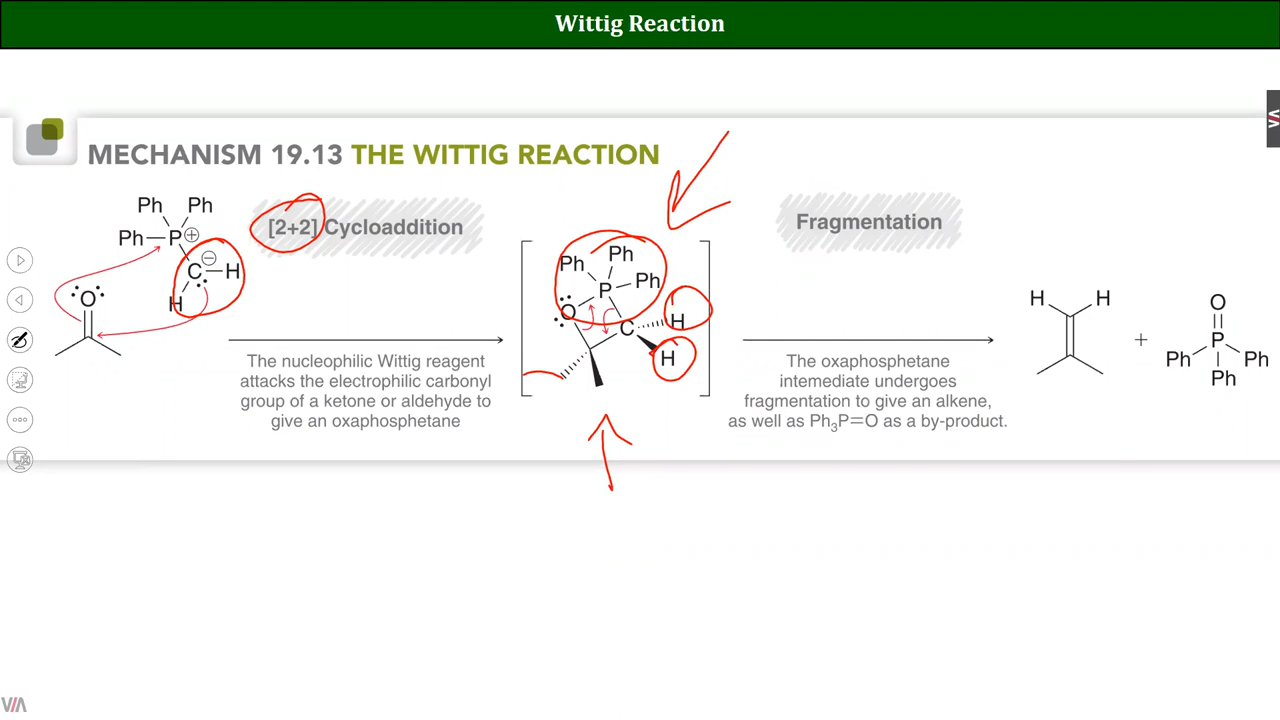 Wittig Reaction
MECHANISM 19.13 THE WITTIG REACTION
Ph Ph
Ph P ⊕
⊖
C H
H
O
[2+2] Cycloaddition
The nucleophilic Wittig reagent
attacks the electrophilic carbonyl
group of a ketone or aldehyde to
give an oxaphosphetane
Ph
Ph
Ph
P
O
C
H
H
Fragmentation
The oxaphosphetane
intemediate undergoes
fragmentation to give an alkene,
as well as Ph₃P=O as a by-product.
H H
+
O
P
Ph Ph
Ph
VIA
VIA